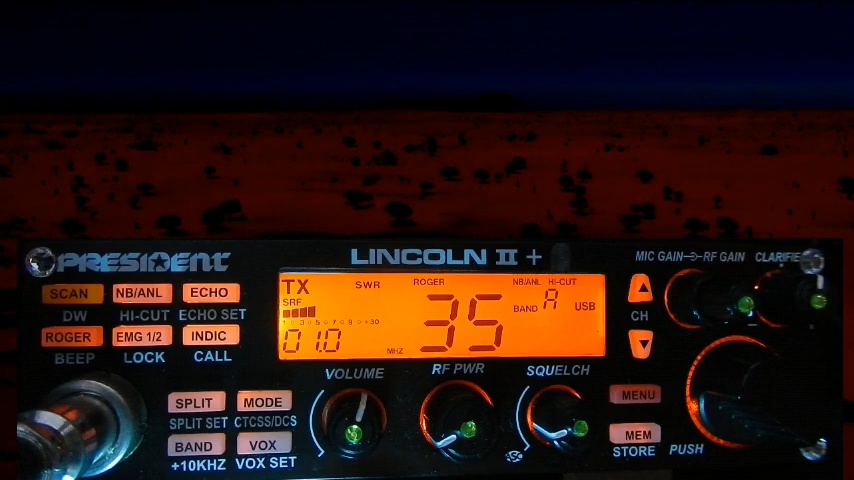 PRESIDENT
LINCOLN II +
MIC GAIN RF GAIN CLARIFIE
SCAN NB/ANL ECHO
DW HI-CUT ECHO SET
ROGER EMG 1/2 INDIC
BEEP LOCK CALL
TX SWR ROGER NB/ANL HI-CUT
SRF
BAND A USB
1 3 5 7 9 +30
01.0 MHZ 35
CH
VOLUME RF PWR SQUELCH
SPLIT MODE
SPLIT SET CTCSS/DCS
BAND VOX
+10KHZ VOX SET
ASC
MENU
MEM
STORE PUSH